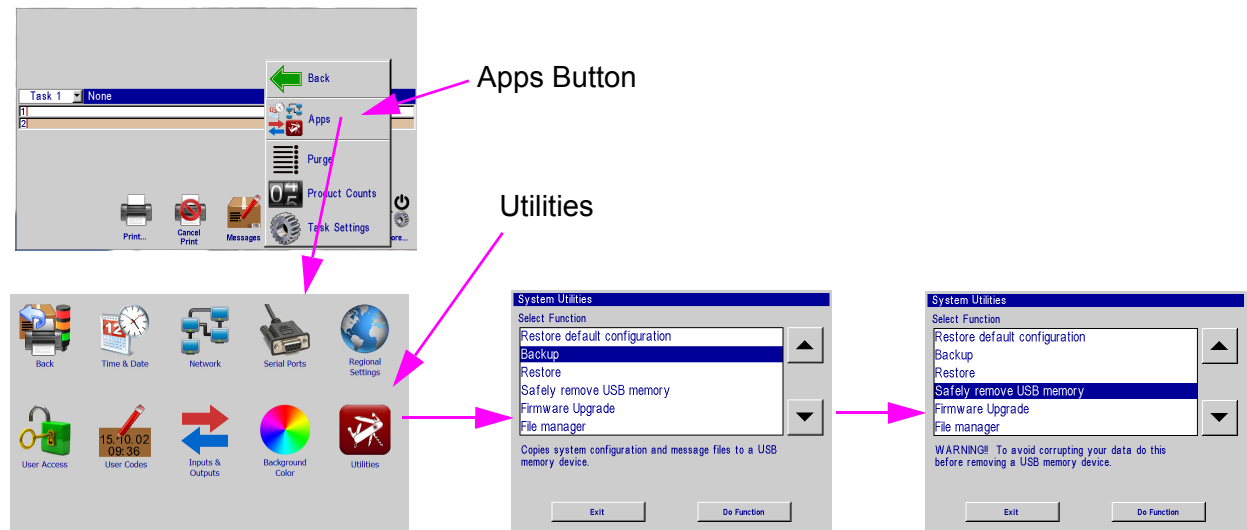 Apps Button
Back
Task 1 None
Apps
1
2
Purge
Product Counts
Task Settings
Print...
Cancel
Print
Messages
ore...
Utilities
Back
Time & Date
Network
Serial Ports
Regional
Settings
User Access
15.10.02
09:36
User Codes
Inputs &
Outputs
Background
Color
Utilities
System Utilities
Select Function
Restore default configuration
Backup
Restore
Safely remove USB memory
Firmware Upgrade
File manager
Copies system configuration and message files to a USB
memory device.
Exit
Do Function
System Utilities
Select Function
Restore default configuration
Backup
Restore
Safely remove USB memory
Firmware Upgrade
File manager
WARNING!! To avoid corrupting your data do this
before removing a USB memory device.
Exit
Do Function